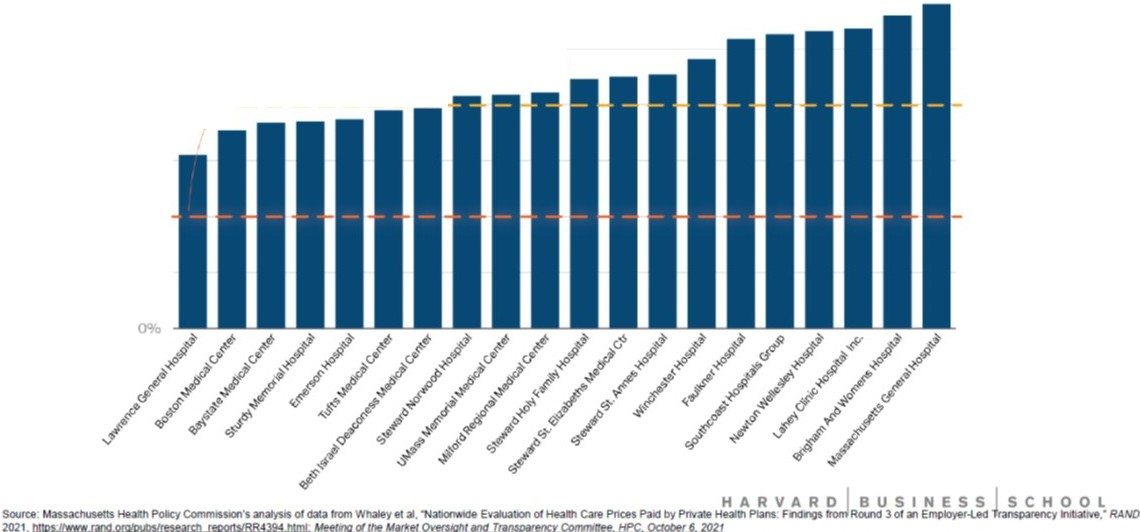 0%
Lawrence General Hospital
Boston Medical Center
Baystate Medical Center
Sturdy Memorial Hospital
Emerson Hospital
Tufts Medical Center
Beth Israel Deaconess Medical Center
Steward Norwood Hospital
UMass Memorial Medical Center
Milford Regional Medical Center
Steward Holy Family Hospital
Steward St. Elizabeths Medical Ctr
Steward St. Annes Hospital
Winchester Hospital
Faulkner Hospital
Southcoast Hospitals Group
Newton Wellesley Hospital
Lahey Clinic Hospital, Inc.
Brigham And Womens Hospital
Massachusetts General Hospital
HARVARD BUSINESS SCHOOL
Source: Massachusetts Health Policy Commission's analysis of data from Whaley et al, "Nationwide Evaluation of Health Care Prices Paid by Private Health Plans: Findings from Round 3 of an Employer-Led Transparency Initiative," RAND
2021, https://www.rand.org/pubs/research_reports/RR4394.html; Meeting of the Market Oversight and Transparency Committee, HPC, October 6, 2021